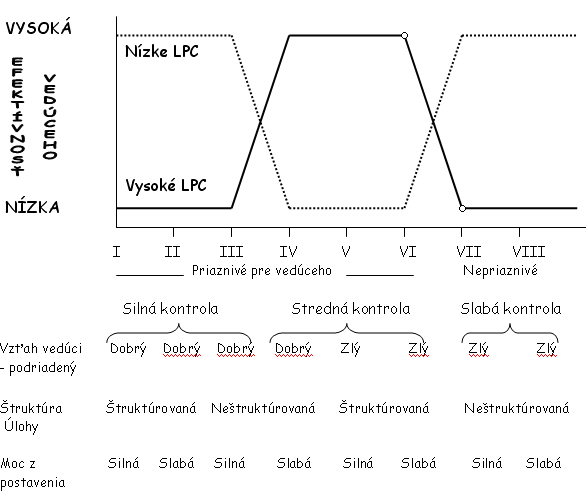 VYSOKÁ
EFEKTIVNOSŤ
VEDÚCEHO
NÍZKA
Nízke LPC
Vysoké LPC
I II III IV V VI VII VIII
Priaznivé pre vedúceho Nepriaznivé
Silná kontrola Stredná kontrola Slabá kontrola
Vzťah vedúci
- podriadený
Dobrý Dobrý Dobrý Dobrý Zlý Zlý Zlý Zlý
Štruktúra
Úlohy
Štruktúrovaná Neštruktúrovaná Štruktúrovaná Neštruktúrovaná
Moc z
postavenia
Silná Slabá Silná Slabá Silná Slabá Silná Slabá